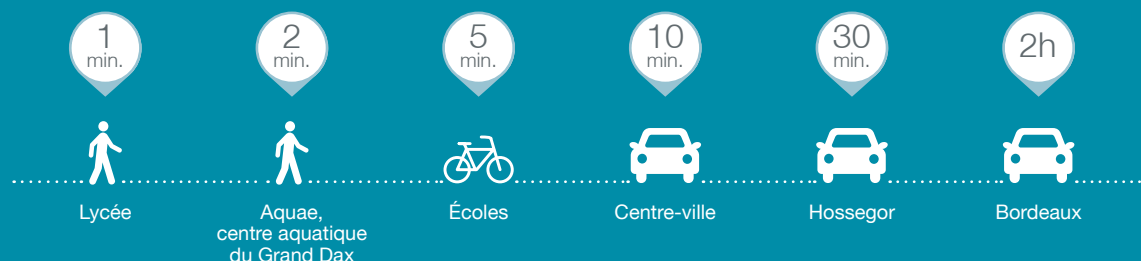 1
min.
2
min.
5
min.
10
min.
30
min.
2h
Lycée
Aquae,
centre aquatique
du Grand Dax
Écoles
Centre-ville
Hossegor
Bordeaux